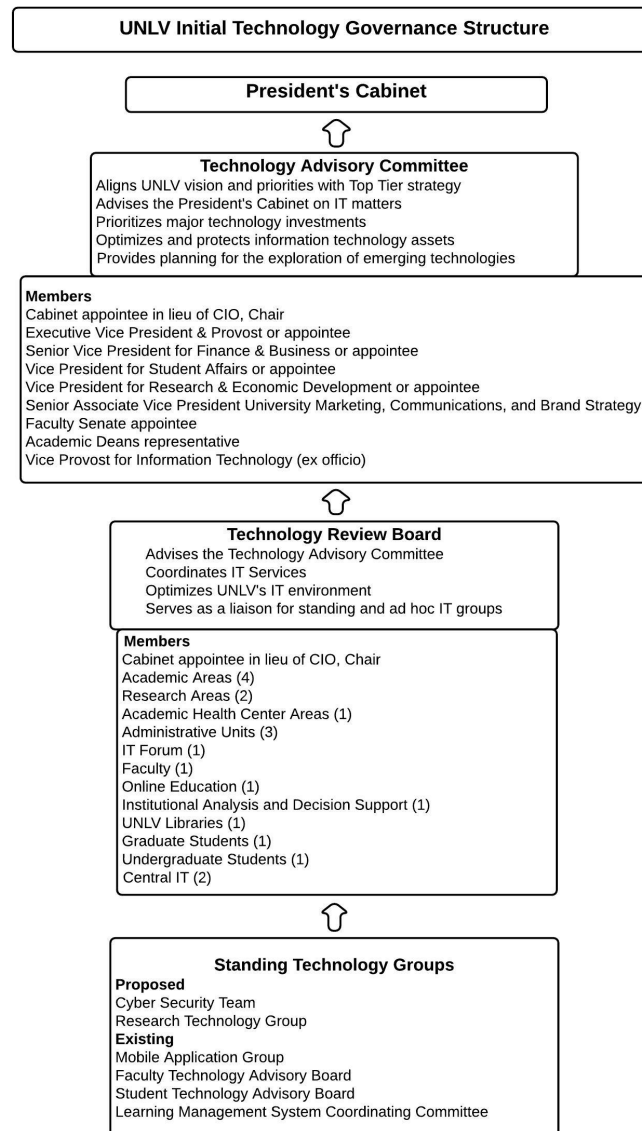 UNLV Initial Technology Governance Structure
President's Cabinet
Technology Advisory Committee
Aligns UNLV vision and priorities with Top Tier strategy
Advises the President's Cabinet on IT matters
Prioritizes major technology investments
Optimizes and protects information technology assets
Provides planning for the exploration of emerging technologies
Members
Cabinet appointee in lieu of CIO, Chair
Executive Vice President & Provost or appointee
Senior Vice President for Finance & Business or appointee
Vice President for Student Affairs or appointee
Vice President for Research & Economic Development or appointee
Senior Associate Vice President University Marketing, Communications, and Brand Strategy
Faculty Senate appointee
Academic Deans representative
Vice Provost for Information Technology (ex officio)
Technology Review Board
Advises the Technology Advisory Committee
Coordinates IT Services
Optimizes UNLV's IT environment
Serves as a liaison for standing and ad hoc IT groups
Members
Cabinet appointee in lieu of CIO, Chair
Academic Areas (4)
Research Areas (2)
Academic Health Center Areas (1)
Administrative Units (3)
IT Forum (1)
Faculty (1)
Online Education (1)
Institutional Analysis and Decision Support (1)
UNLV Libraries (1)
Graduate Students (1)
Undergraduate Students (1)
Central IT (2)
Standing Technology Groups
Proposed
Cyber Security Team
Research Technology Group
Existing
Mobile Application Group
Faculty Technology Advisory Board
Student Technology Advisory Board
Learning Management System Coordinating Committee